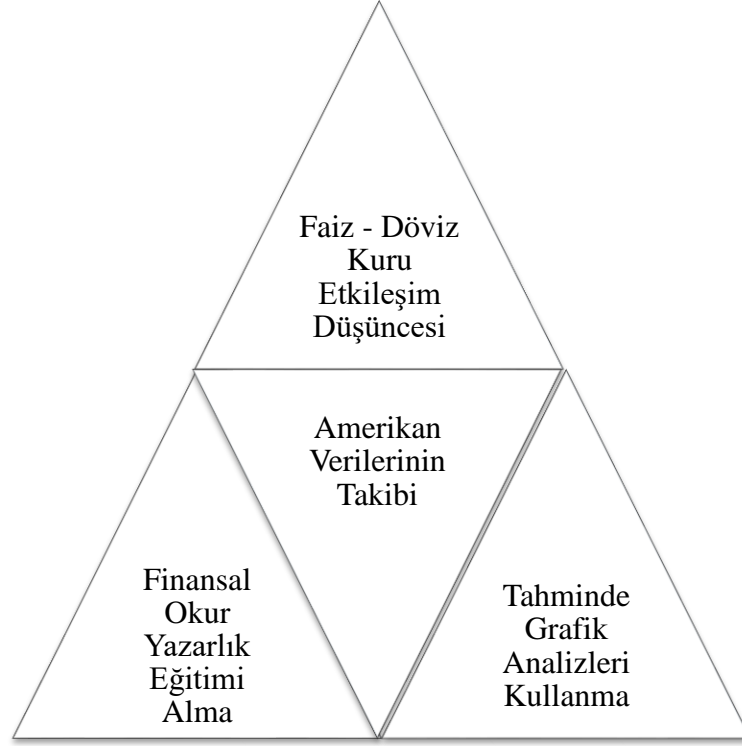 Faiz - Döviz
Kuru
Etkileşim
Düşüncesi
Amerikan
Verilerinin
Takibi
Finansal
Okur
Yazarlık
Eğitimi
Alma
Tahminde
Grafik
Analizleri
Kullanma